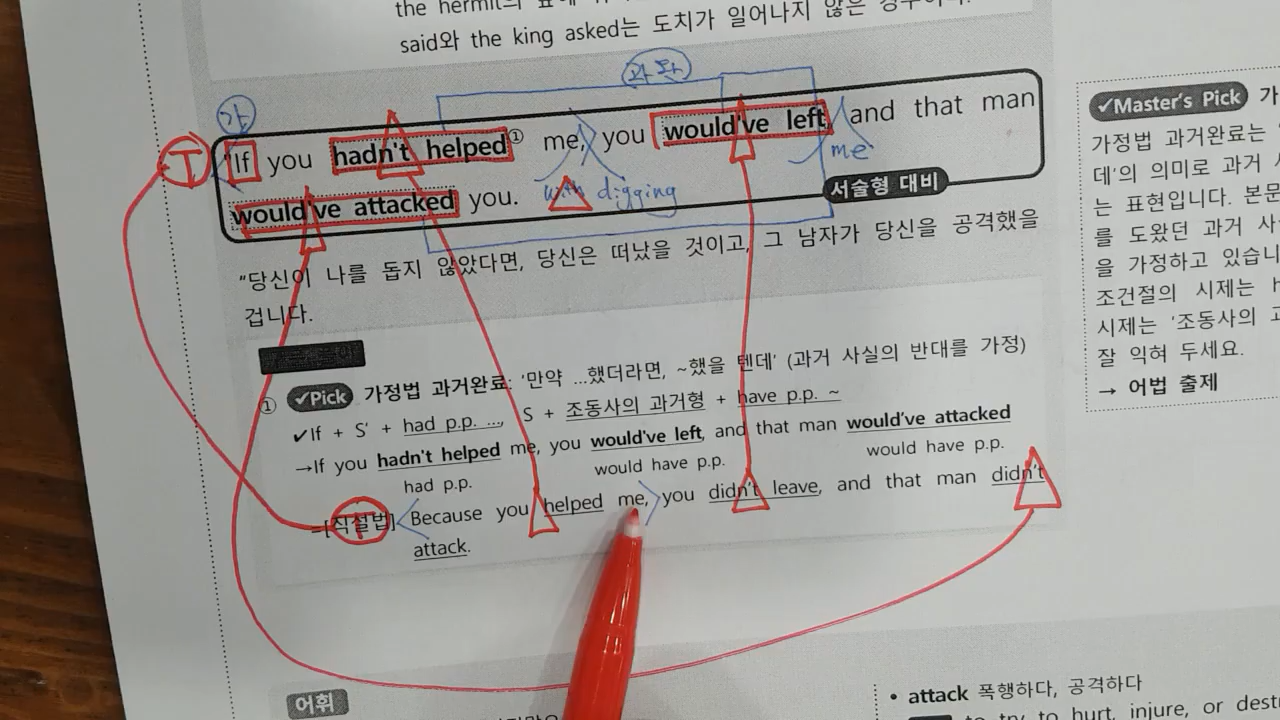 the hermit의
said와 the king asked는 도치가 일어나지 않은 경우
과완
가
"If you hadn't helped① me, you would've left, and that man
T
me
with digging
would've attacked you.
서술형 대비
"당신이 나를 돕지 않았다면, 당신은 떠났을 것이고, 그 남자가 당신을 공격했을
겁니다.
① ✔Pick 가정법 과거완료: '만약 …했더라면, ~했을 텐데' (과거 사실의 반대를 가정)
✔If + S' + had p.p. …, S + 조동사의 과거형 + have p.p. ~
→If you hadn't helped me, you would've left, and that man would've attacked
had p.p. would have p.p. would have p.p.
=[직설법] Because you helped me, you didn't leave, and that man didn't
T
attack.
어휘
• attack 폭행하다, 공격하다
to try to hurt, injure, or destr
✔Master's Pick 가
가정법 과거완료는
데'의 의미로 과거
는 표현입니다. 본문
를 도왔던 과거 사
을 가정하고 있습니
조건절의 시제는 h
시제는 '조동사의 과
잘 익혀 두세요.
→ 어법 출제